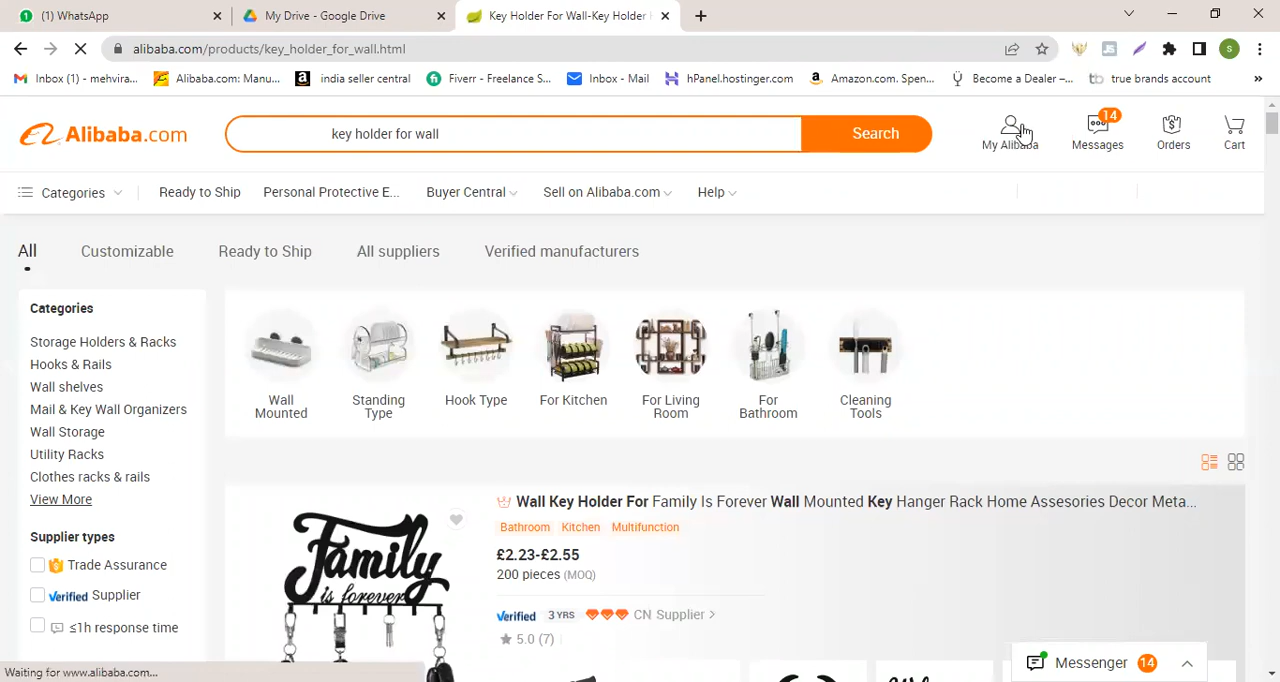 (1) WhatsApp
My Drive - Google Drive
Key Holder For Wall-Key Holder
alibaba.com/products/key_holder_for_wall.html
S
Inbox (1) - mehvira...
Alibaba.com: Manu...
india seller central
Fiverr - Freelance S...
Inbox - Mail
hPanel.hostinger.com
Amazon.com. Spen...
Become a Dealer –...
true brands account
»
Alibaba.com
key holder for wall
Search
My Alibaba
14
Messages
Orders
Cart
Categories
Ready to Ship
Personal Protective E...
Buyer Central
Sell on Alibaba.com
Help
All
Customizable
Ready to Ship
All suppliers
Verified manufacturers
Categories
Storage Holders & Racks
Hooks & Rails
Wall shelves
Mail & Key Wall Organizers
Wall Storage
Utility Racks
Clothes racks & rails
View More
Supplier types
Trade Assurance
Verified Supplier
≤1h response time
Wall
Mounted
Standing
Type
Hook Type
For Kitchen
For Living
Room
For
Bathroom
Cleaning
Tools
Wall Key Holder For Family Is Forever Wall Mounted Key Hanger Rack Home Assesories Decor Meta...
Bathroom Kitchen Multifunction
£2.23-£2.55
200 pieces (MOQ)
Verified 3 YRS CN Supplier >
5.0 (7)
Family
is forever
Messenger 14
Waiting for www.alibaba.com...